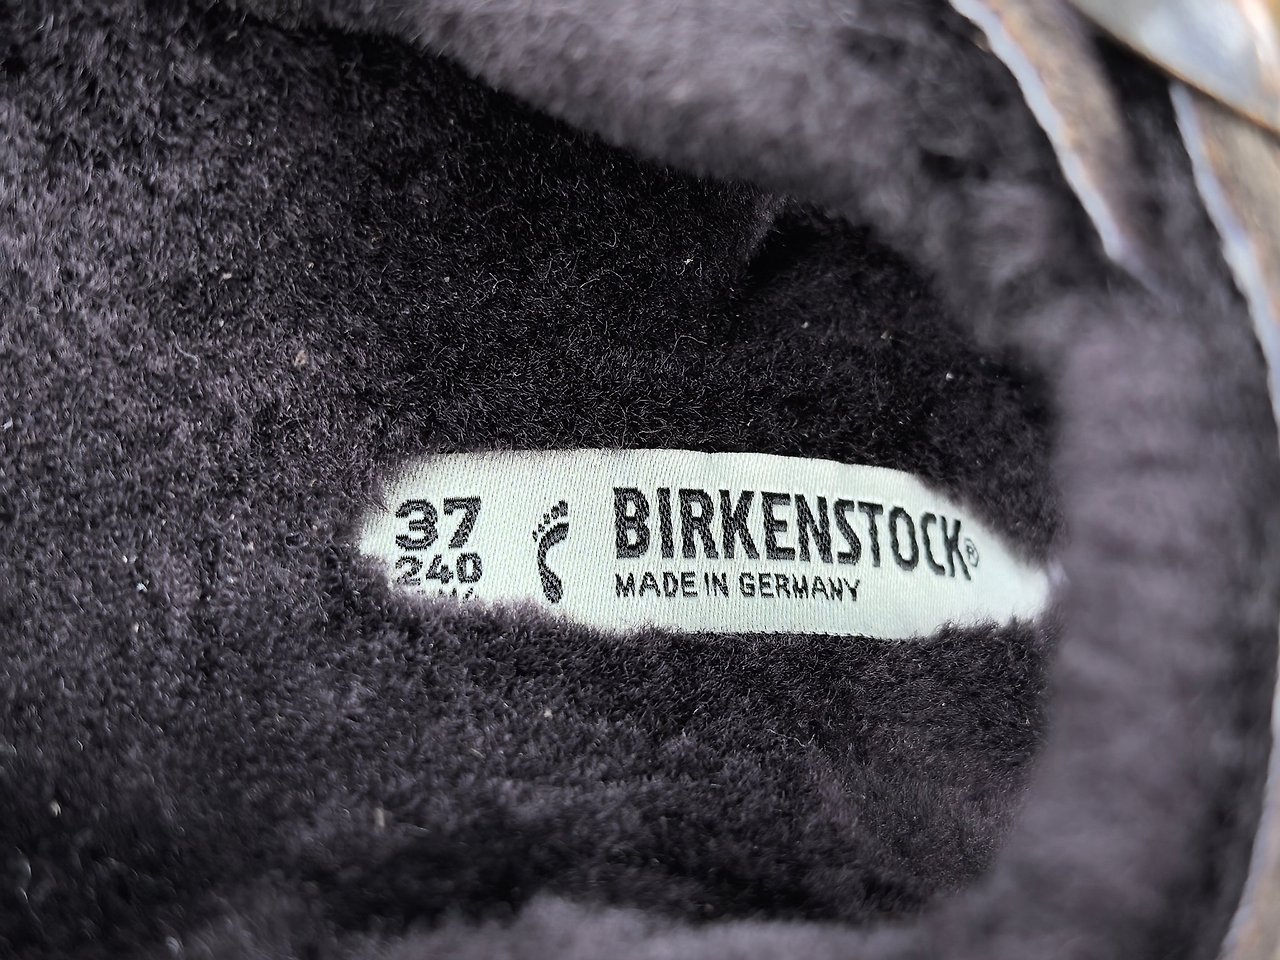 37
240
BIRKENSTOCK®
MADE IN GERMANY